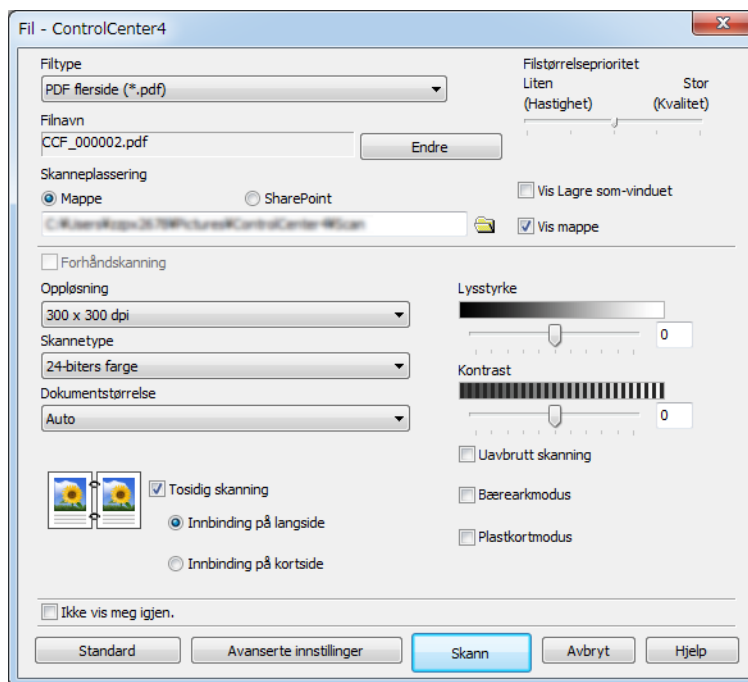 Fil - ControlCenter4
Filtype
PDF flerside (*.pdf)
Filnavn
CCF_000002.pdf
Endre
Filstørrelseprioritet
Liten Stor
(Hastighet) (Kvalitet)
Skanneplassering
Mappe SharePoint
Vis Lagre som-vinduet
Vis mappe
Forhåndskanning
Oppløsning
300 x 300 dpi
Skannetype
24-biters farge
Dokumentstørrelse
Auto
Lysstyrke
0
Kontrast
0
Uavbrutt skanning
Bærearkmodus
Plastkortmodus
Tosidig skanning
Innbinding på langside
Innbinding på kortside
Ikke vis meg igjen.
Standard Avanserte innstillinger Skann Avbryt Hjelp